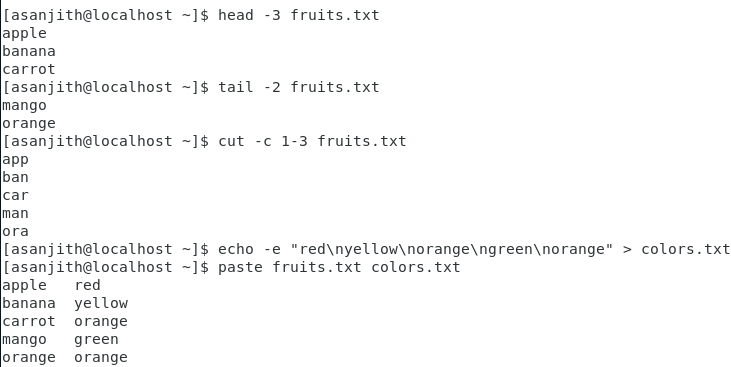 [asanjith@localhost ~]$ head -3 fruits.txt
apple
banana
carrot
[asanjith@localhost ~]$ tail -2 fruits.txt
mango
orange
[asanjith@localhost ~]$ cut -c 1-3 fruits.txt
app
ban
car
man
ora
[asanjith@localhost ~]$ echo -e "red\nyellow\norange\ngreen\norange" > colors.txt
[asanjith@localhost ~]$ paste fruits.txt colors.txt
apple   red
banana  yellow
carrot  orange
mango   green
orange  orange